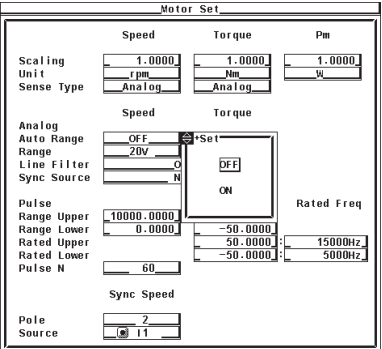 Motor Set
Speed Torque Pm
Scaling 1.0000 1.0000 1.0000
Unit rpm Nm W
Sense Type Analog Analog
Speed Torque
Analog
Auto Range OFF
Range 20V
Line Filter O
Sync Source N
Set
OFF
ON
Pulse Rated Freq
Range Upper 10000.0000
Range Lower 0.0000 -50.0000
Rated Upper 50.0000: 15000Hz
Rated Lower -50.0000: 5000Hz
Pulse N 60
Sync Speed
Pole 2
Source I1